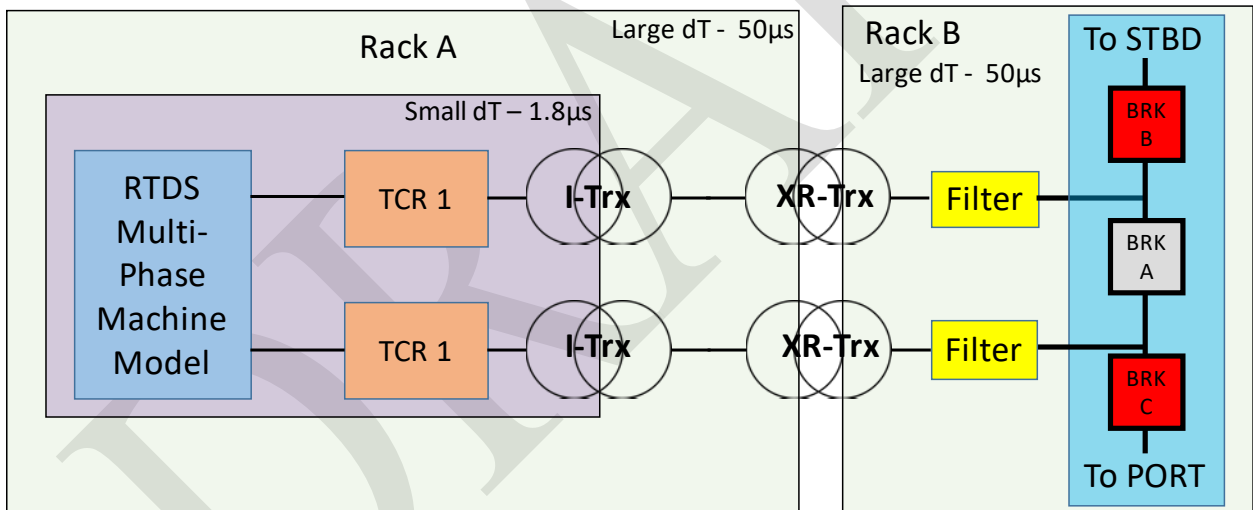 Rack A
Large dT - 50µs
Small dT – 1.8µs
RTDS
Multi-
Phase
Machine
Model
TCR 1
I-Trx
XR-Trx
Filter
TCR 1
I-Trx
XR-Trx
Filter
Rack B
Large dT - 50µs
To STBD
BRK
B
BRK
A
BRK
C
To PORT
DRAFT